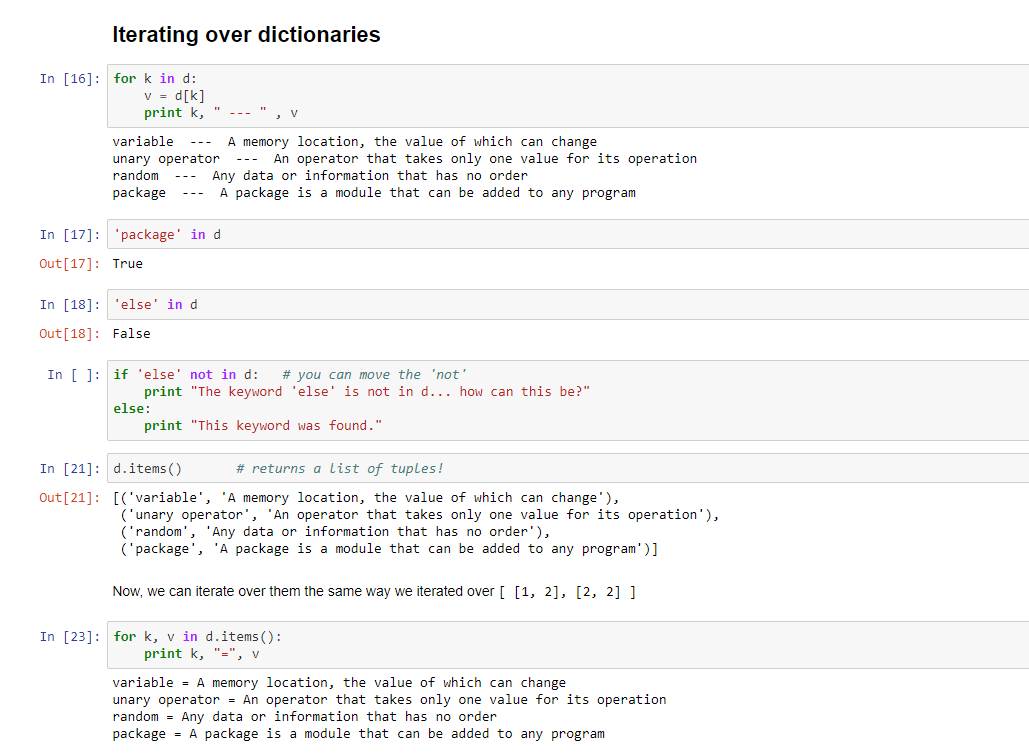 Iterating over dictionaries
In [16]: for k in d:
    v = d[k]
    print k, " --- " , v
variable  ---  A memory location, the value of which can change
unary operator  ---  An operator that takes only one value for its operation
random  ---  Any data or information that has no order
package  ---  A package is a module that can be added to any program
In [17]: 'package' in d
Out[17]: True
In [18]: 'else' in d
Out[18]: False
In [ ]: if 'else' not in d:   # you can move the 'not'
    print "The keyword 'else' is not in d... how can this be?"
else:
    print "This keyword was found."
In [21]: d.items()       # returns a list of tuples!
Out[21]: [('variable', 'A memory location, the value of which can change'),
 ('unary operator', 'An operator that takes only one value for its operation'),
 ('random', 'Any data or information that has no order'),
 ('package', 'A package is a module that can be added to any program')]
Now, we can iterate over them the same way we iterated over [ [1, 2], [2, 2] ]
In [23]: for k, v in d.items():
    print k, "=", v
variable = A memory location, the value of which can change
unary operator = An operator that takes only one value for its operation
random = Any data or information that has no order
package = A package is a module that can be added to any program